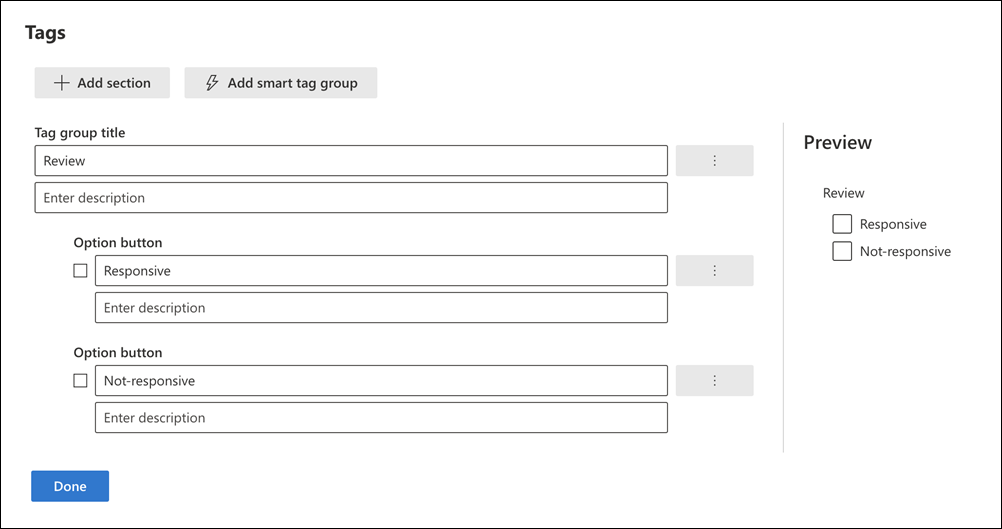 Tags
Add section
Add smart tag group
Tag group title
Review
Enter description
Option button
Responsive
Enter description
Option button
Not-responsive
Enter description
Done
Preview
Review
Responsive
Not-responsive